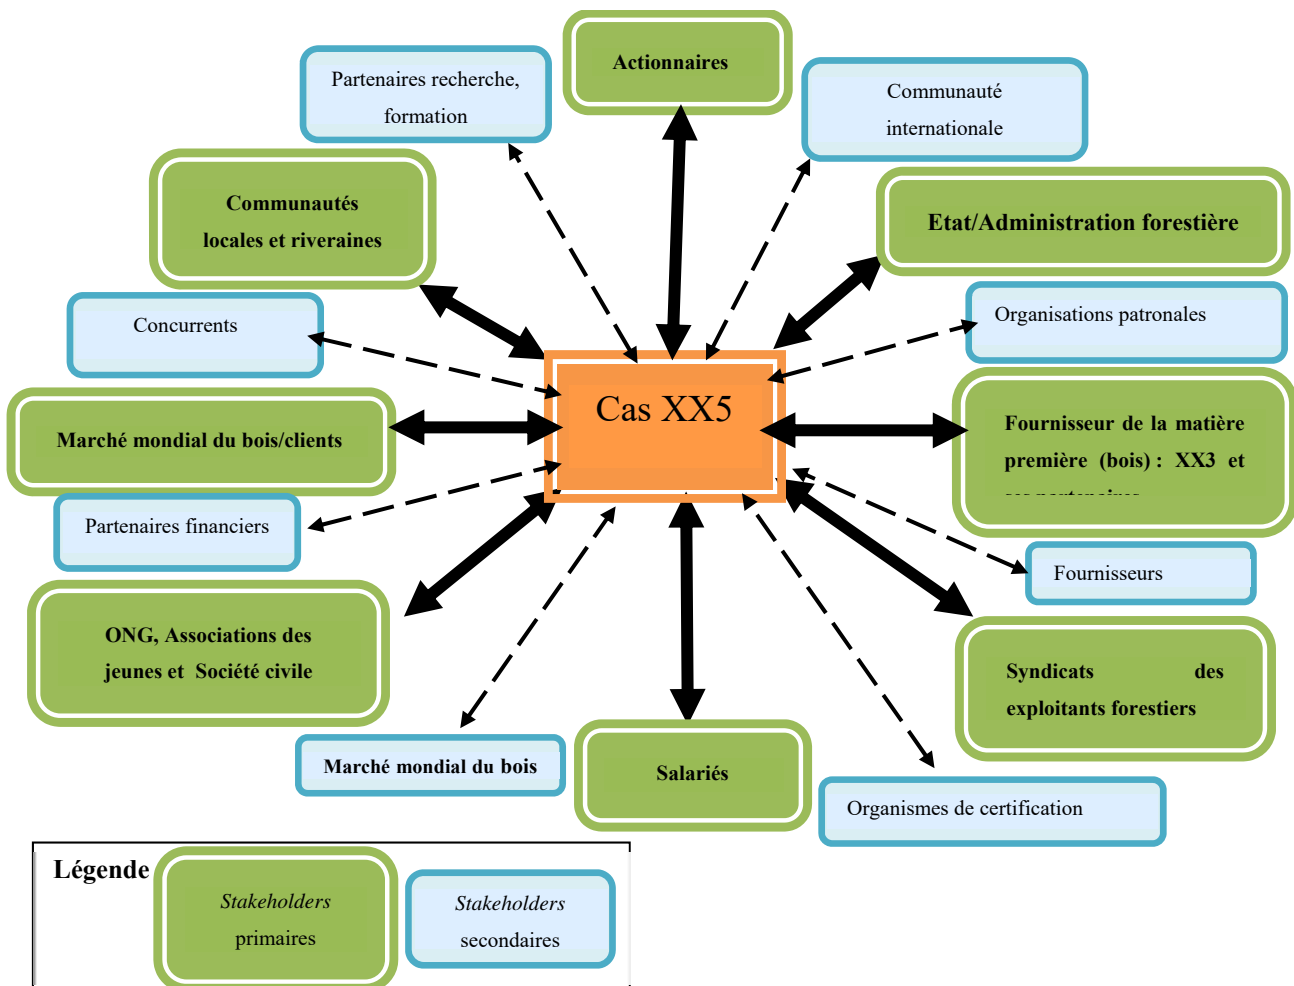 Actionnaires
Partenaires recherche,
formation
Communauté
internationale
Communautés
locales et riveraines
Etat/Administration forestière
Concurrents
Organisations patronales
Cas XX5
Marché mondial du bois/clients
Fournisseur de la matière
première (bois) : XX3 et
Partenaires financiers
Fournisseurs
ONG, Associations des
jeunes et Société civile
Syndicats des
exploitants forestiers
Marché mondial du bois
Salariés
Organismes de certification
Légende
Stakeholders
primaires
Stakeholders
secondaires